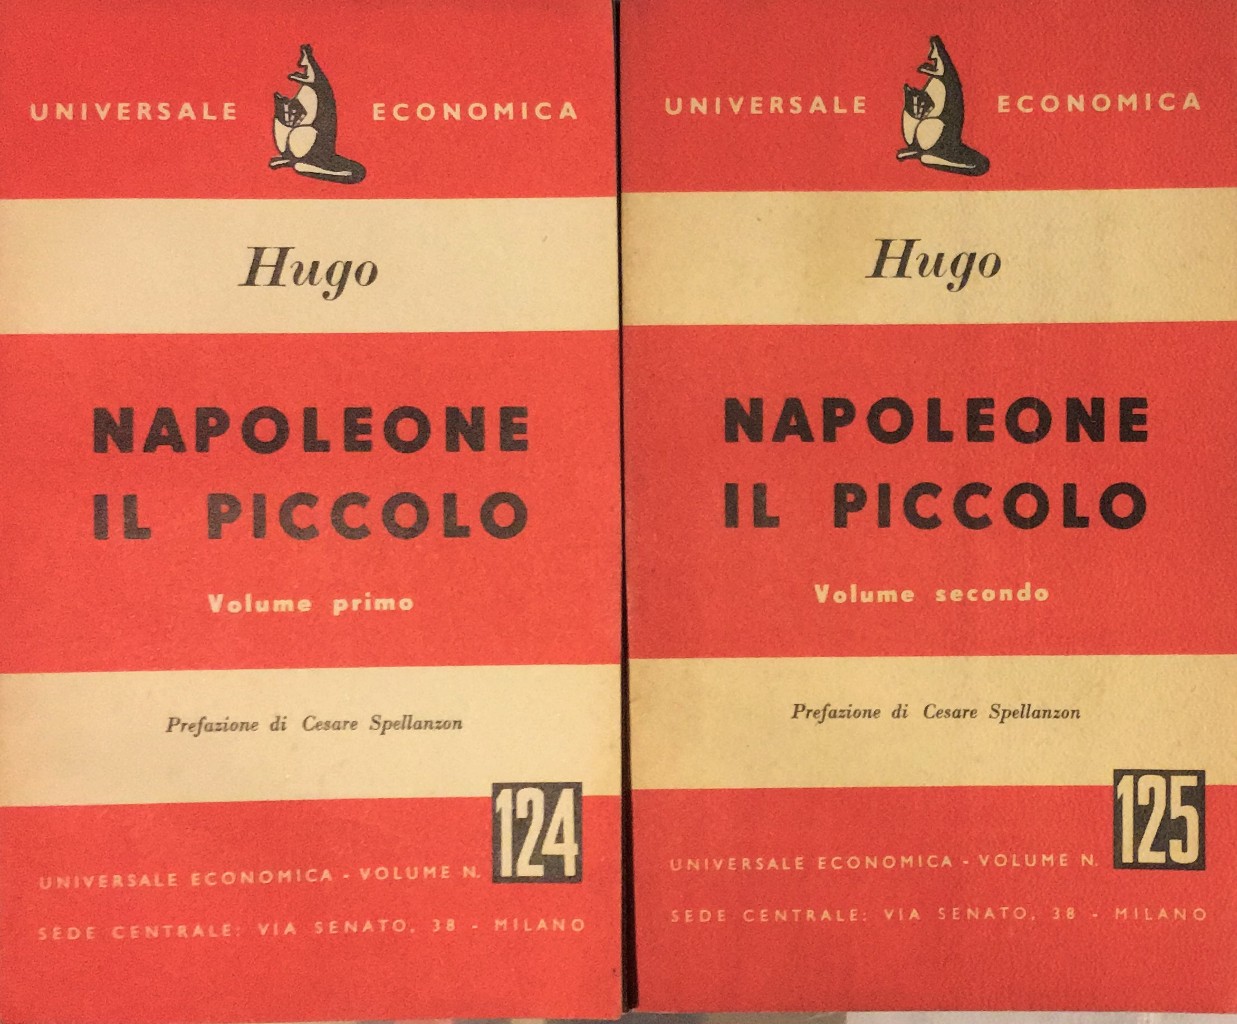 UNIVERSALE ECONOMICA
Hugo
NAPOLEONE
IL PICCOLO
Volume primo
Prefazione di Cesare Spellanzon
UNIVERSALE ECONOMICA - VOLUME N. 124
SEDE CENTRALE: VIA SENATO, 38 - MILANO
UNIVERSALE ECONOMICA
Hugo
NAPOLEONE
IL PICCOLO
Volume secondo
Prefazione di Cesare Spellanzon
UNIVERSALE ECONOMICA - VOLUME N. 125
SEDE CENTRALE: VIA SENATO, 38 - MILANO